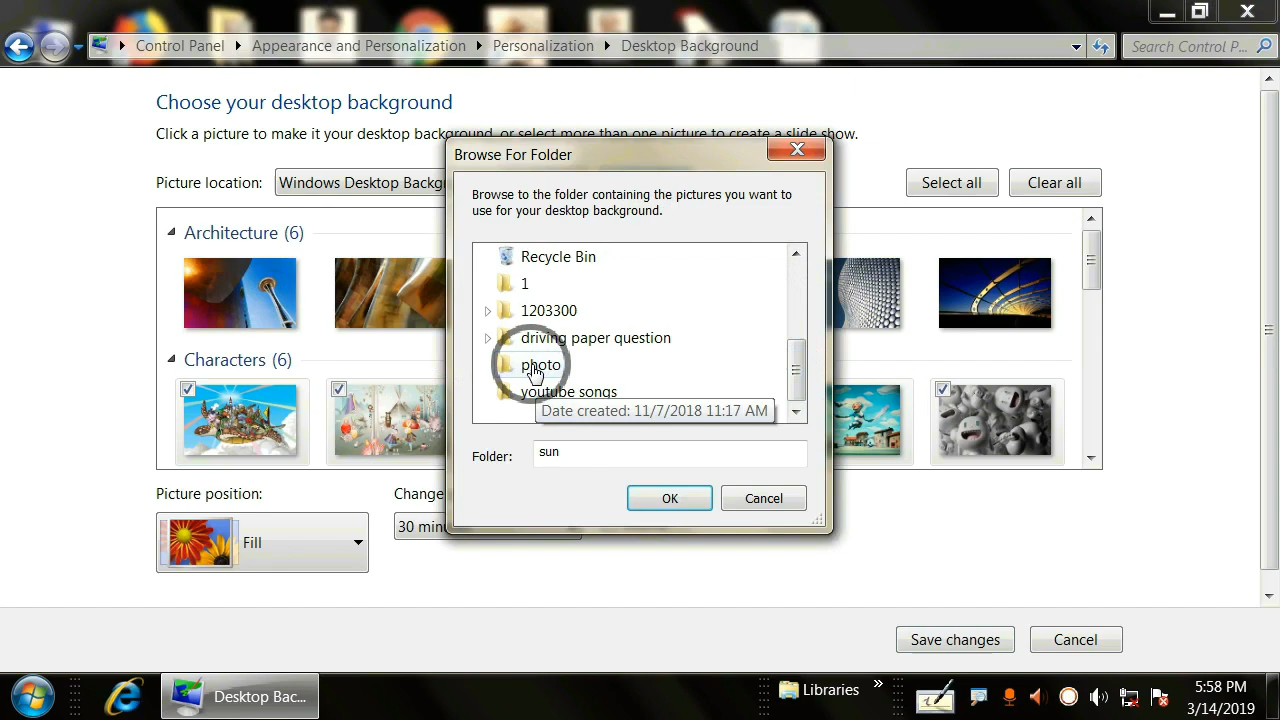 Control Panel Appearance and Personalization Personalization Desktop Background
Search Control P...
Choose your desktop background
Click a picture to make it your desktop background, or select more than one picture to create a slide show.
Picture location: Windows Desktop Backgr
Select all Clear all
Architecture (6)
Characters (6)
Browse For Folder
Browse to the folder containing the pictures you want to
use for your desktop background.
Recycle Bin
1
1203300
driving paper question
photo
youtube songs
Date created: 11/7/2018 11:17 AM
Folder: sun
OK Cancel
Picture position: Change
Fill 30 minu
Save changes Cancel
Desktop Bac... Libraries » 5:58 PM
3/14/2019